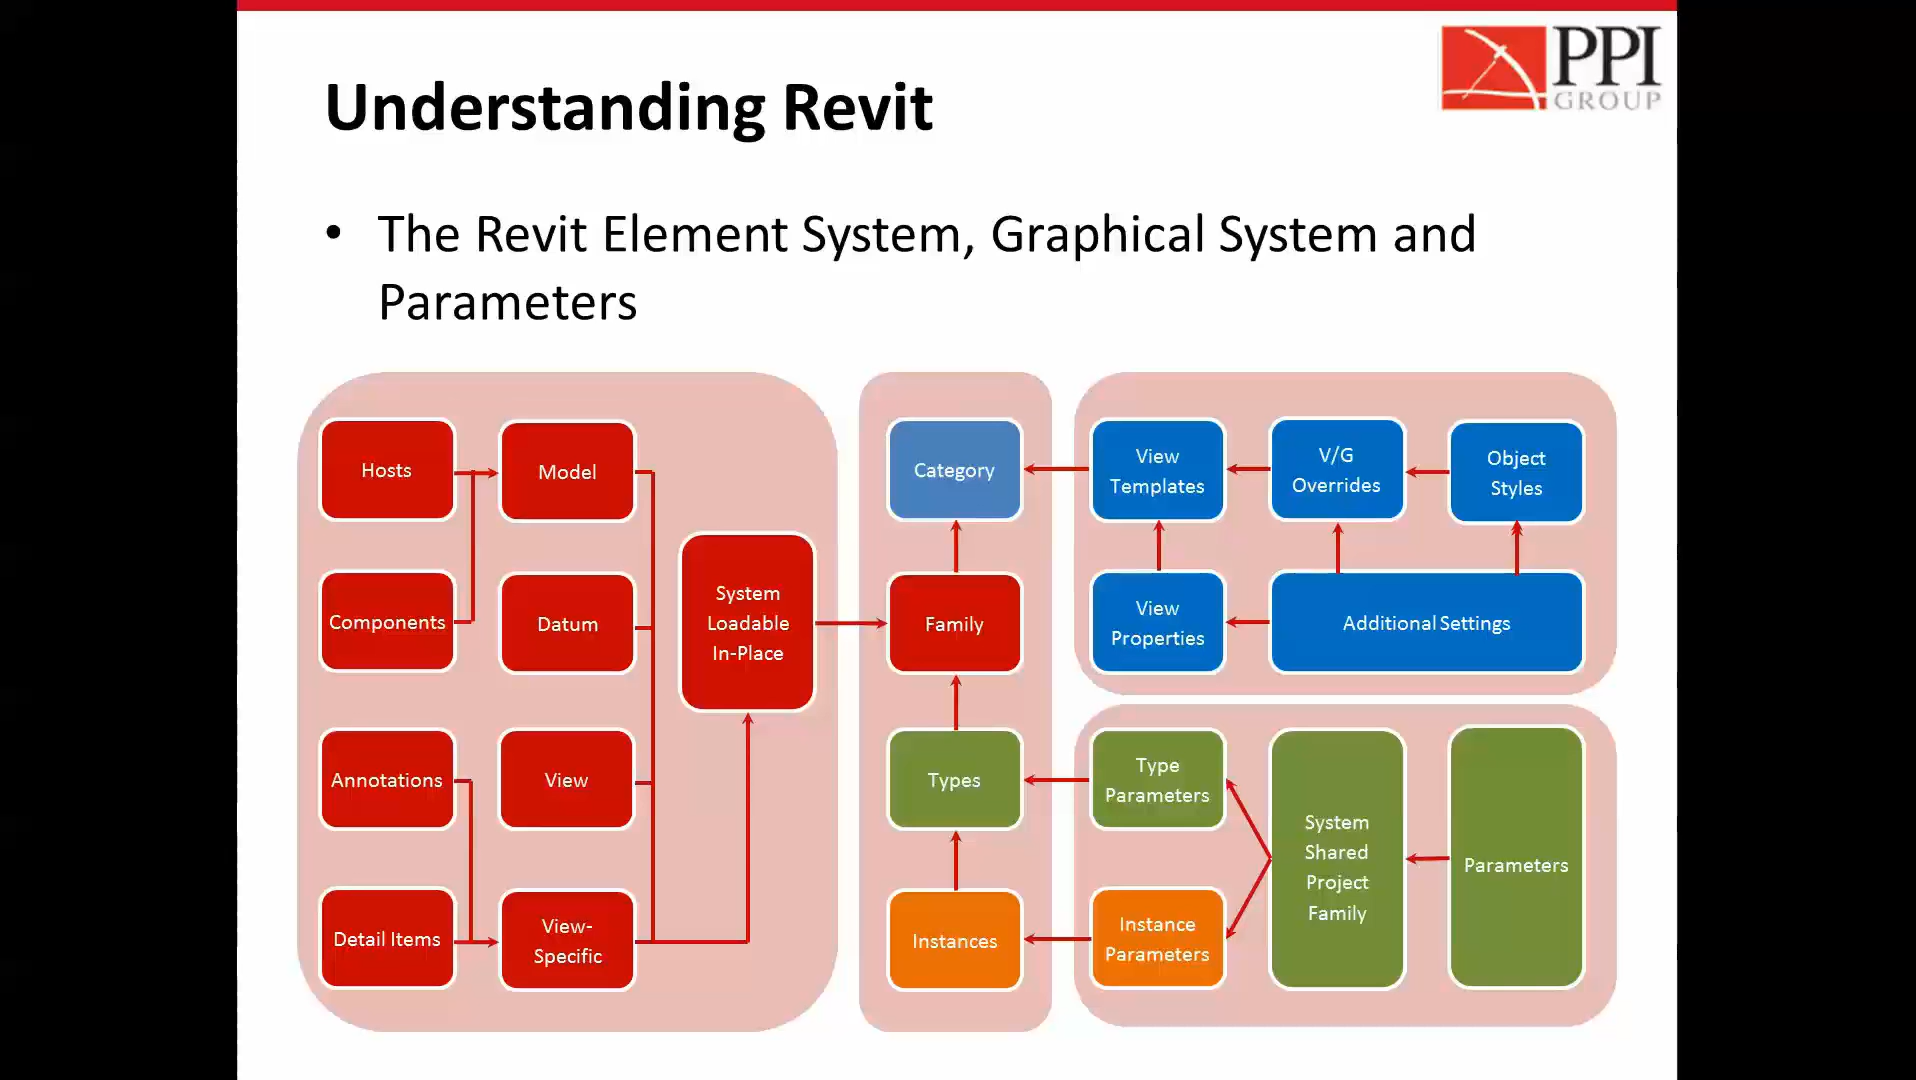 PPI
GROUP
Understanding Revit
• The Revit Element System, Graphical System and
Parameters
Hosts
Model
Components
Datum
System
Loadable
In-Place
Annotations
View
Detail Items
View-
Specific
Category
Family
Types
Instances
View
Templates
V/G
Overrides
Object
Styles
View
Properties
Additional Settings
Type
Parameters
Instance
Parameters
System
Shared
Project
Family
Parameters